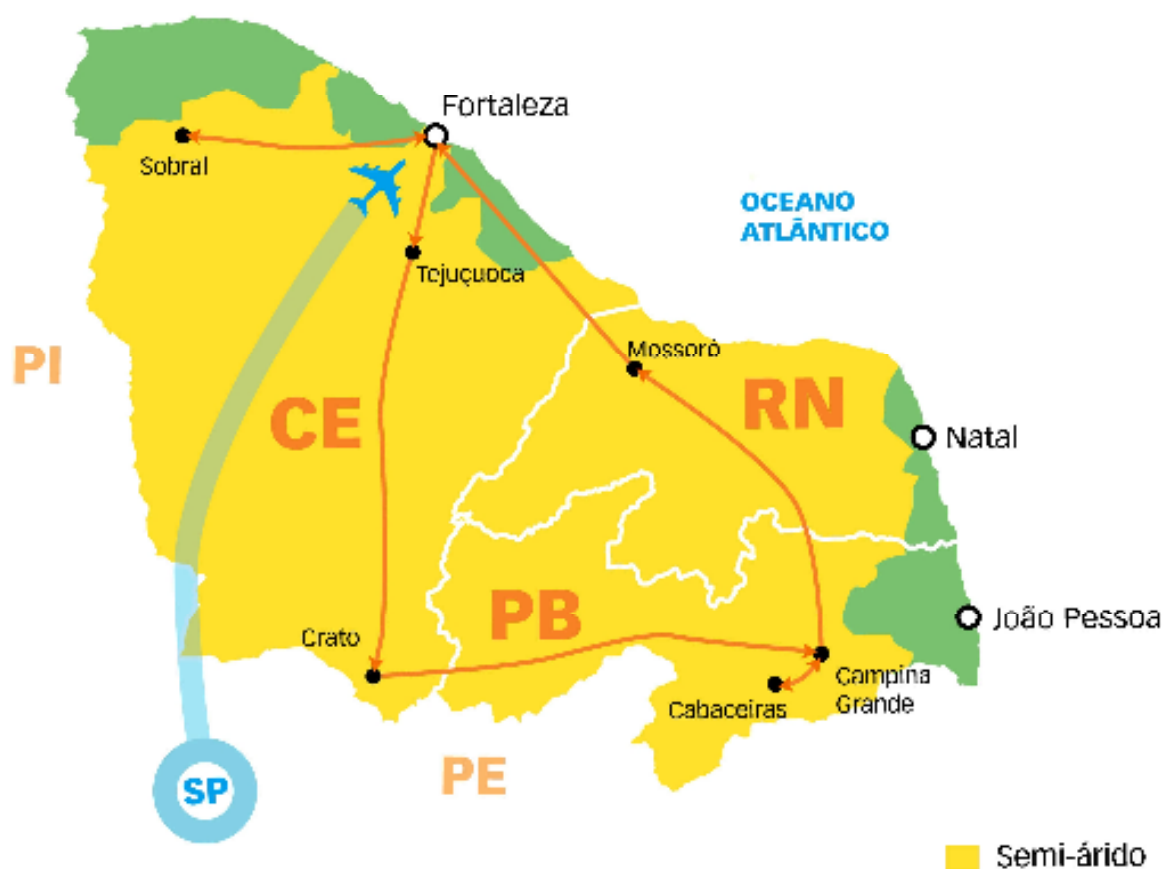 Fortaleza
Sobral
OCEANO
ATLÂNTICO
Tejuçuoca
PI
Mossoró
CE
RN
Natal
PB
João Pessoa
Crato
Campina
Grande
Cabaceiras
PE
SP
Semi-árido